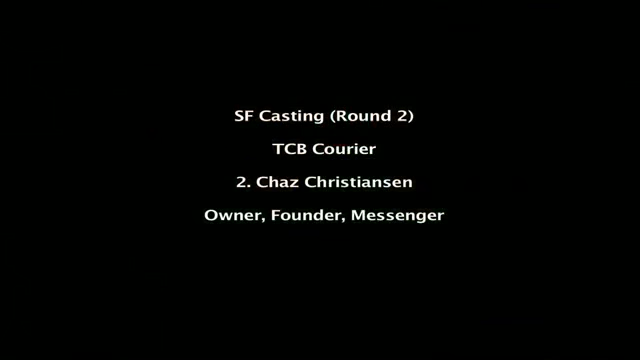 SF Casting (Round 2)
TCB Courier
2. Chaz Christiansen
Owner, Founder, Messenger